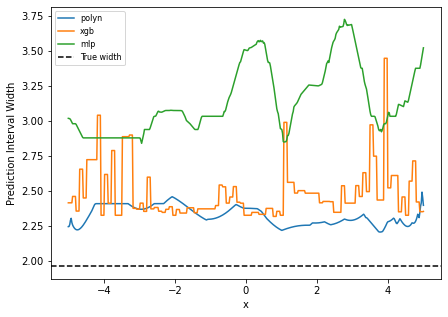 polyn
xgb
mlp
True width
Prediction Interval Width
3.75
3.50
3.25
3.00
2.75
2.50
2.25
2.00
−4
−2
0
2
4
x